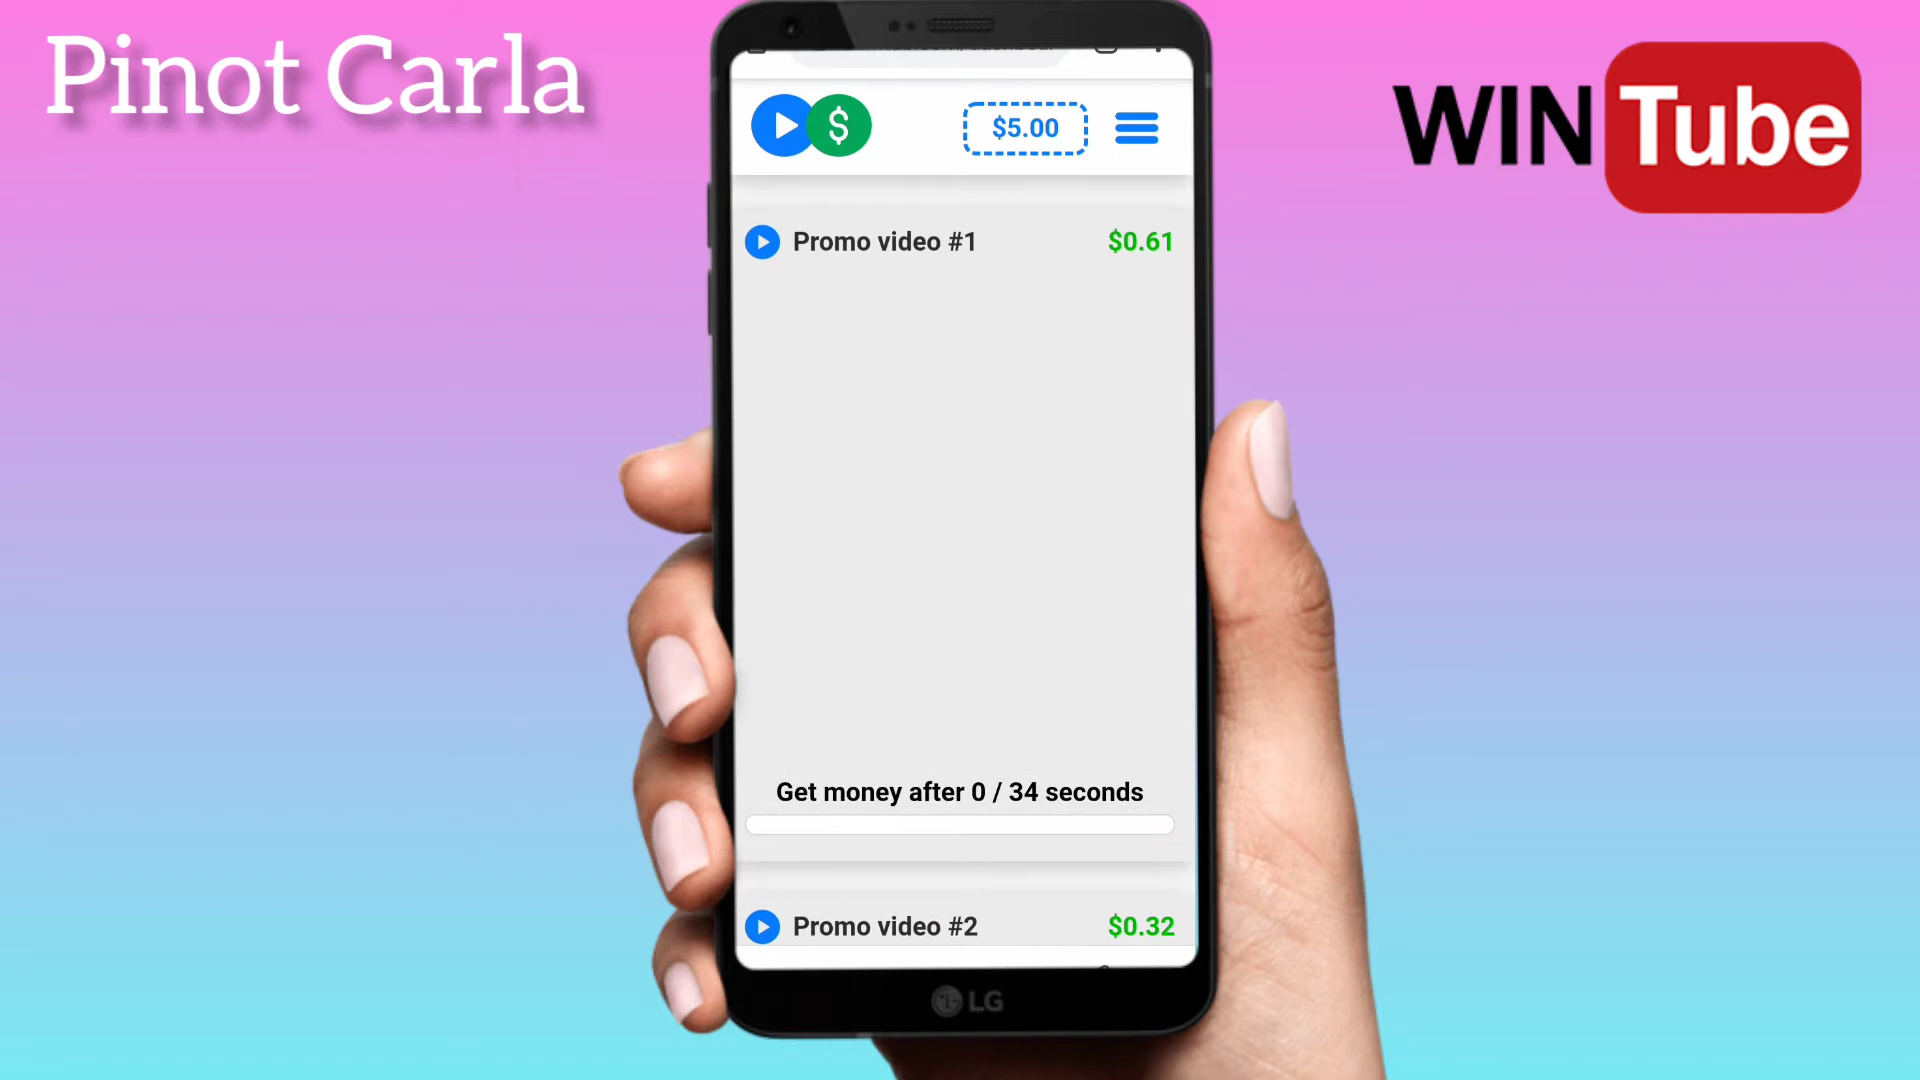 Pinot Carla
WIN Tube
$ $5.00
Promo video #1 $0.61
Get money after 0 / 34 seconds
Promo video #2 $0.32
LG